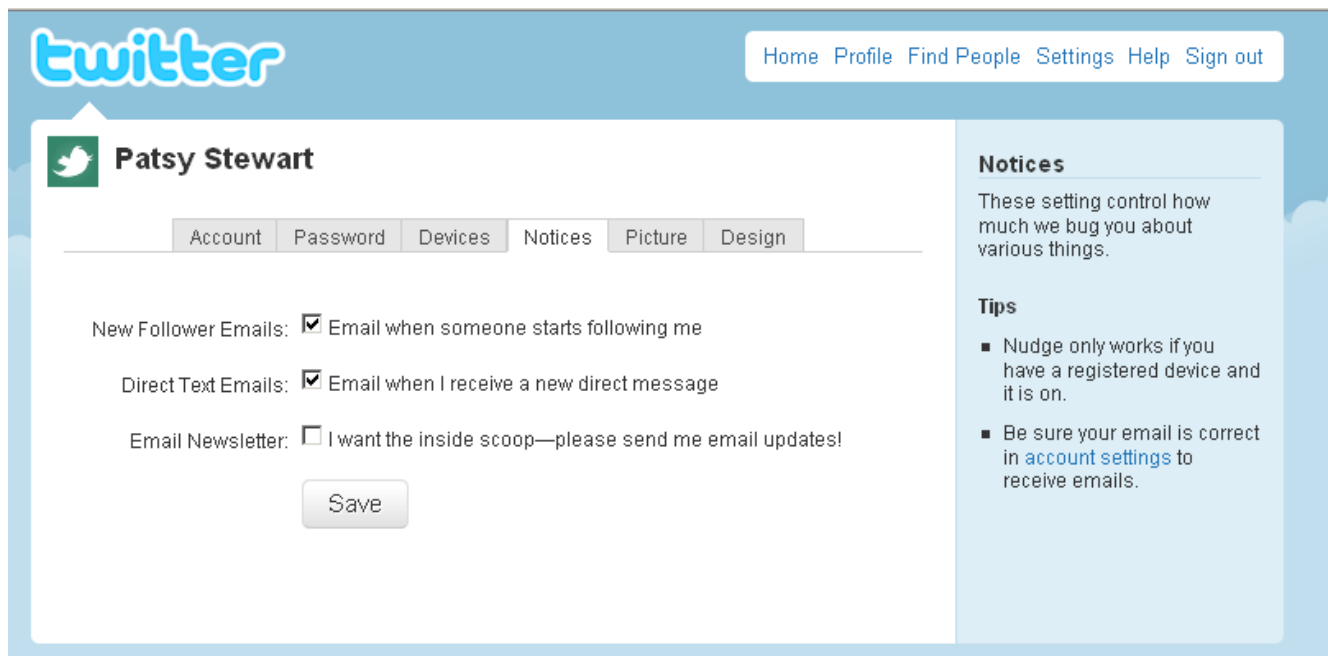 twitter
Home Profile Find People Settings Help Sign out
Patsy Stewart
Account Password Devices Notices Picture Design
New Follower Emails: Email when someone starts following me
Direct Text Emails: Email when I receive a new direct message
Email Newsletter: I want the inside scoop—please send me email updates!
Save
Notices
These setting control how
much we bug you about
various things.
Tips
Nudge only works if you
have a registered device and
it is on.
Be sure your email is correct
in account settings to
receive emails.